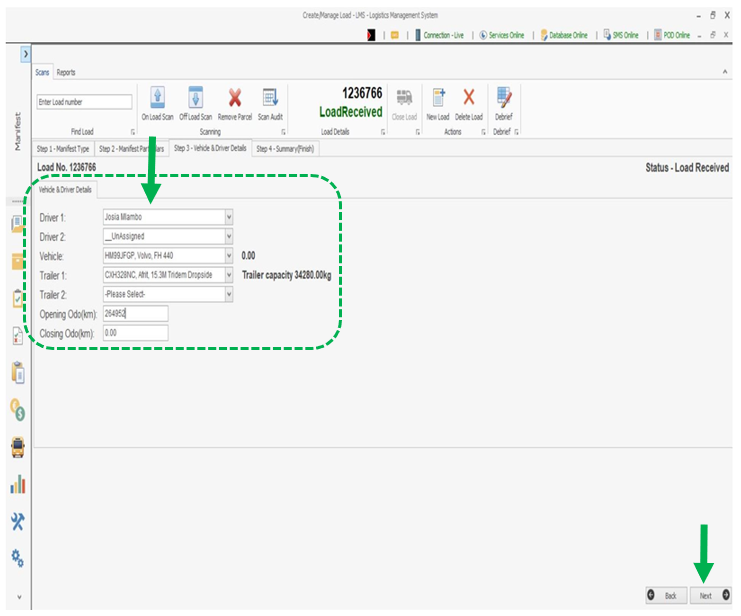 Create/Manage Load - LMS - Logistics Management System
Connection - Live | Services Online | Database Online | SMS Online | POD Online
Scans Reports
Enter Load number
Find Load
On Load Scan Off Load Scan Remove Parcel Scan Audit
Scanning
1236766
LoadReceived
Load Details
Close Load
New Load Delete Load
Actions
Debrief
Debrief
Manifest
Step 1 - Manifest Type Step 2 - Manifest Particulars Step 3 - Vehicle & Driver Details Step 4 - Summary(Finish)
Load No. 1236766 Status - Load Received
Vehicle & Driver Details
Driver 1: Josia Mlambo
Driver 2: __UnAssigned
Vehicle: HM99JFGP, Volvo, FH 440 0.00
Trailer 1: CXH328NC, Afrit, 15.3M Tridem Dropside Trailer capacity 34280.00kg
Trailer 2: -Please Select-
Opening Odo(km): 264952
Closing Odo(km): 0.00
Back Next